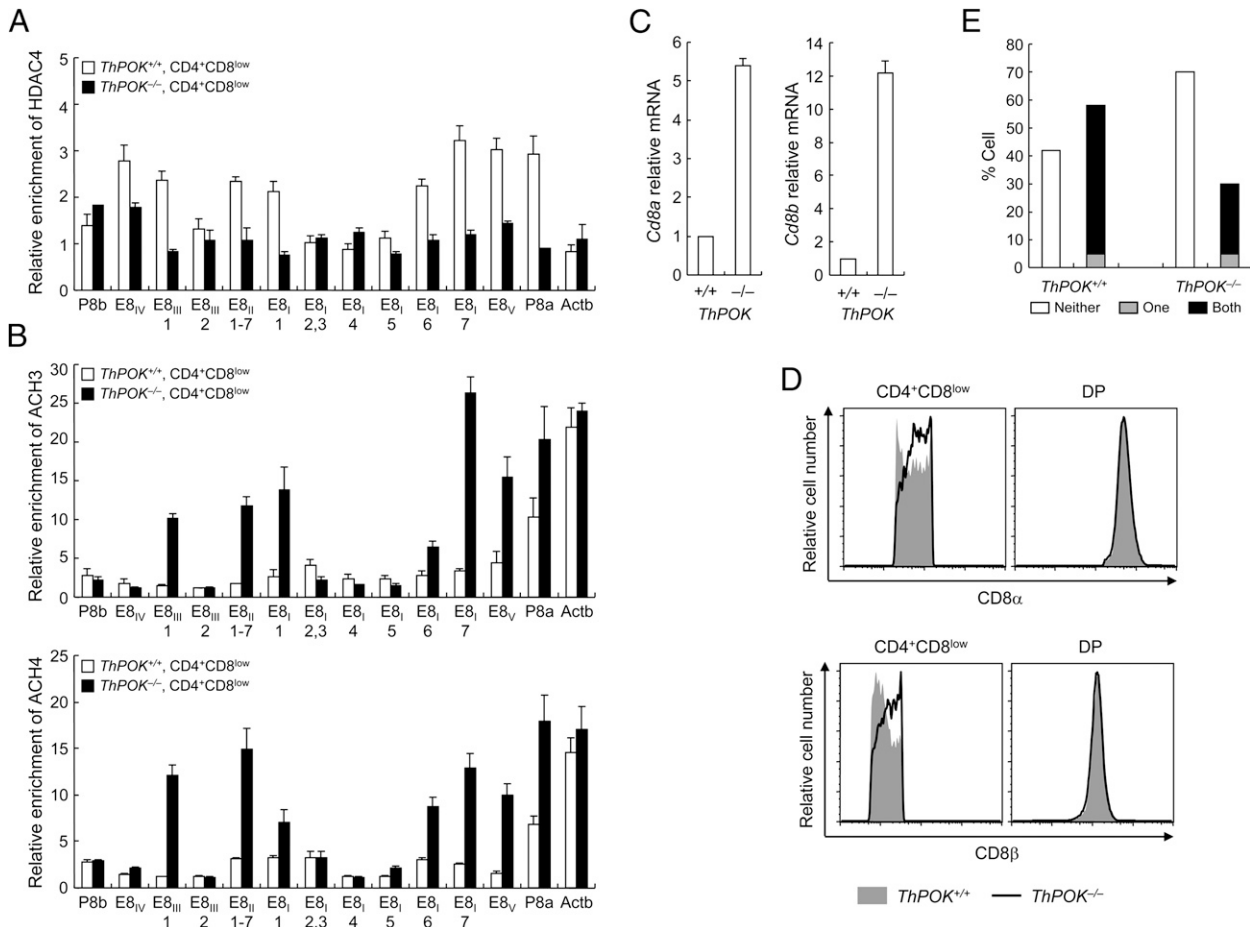 A
Relative enrichment of HDAC4
5
4
3
2
1
0
ThPOK+/+, CD4+CD8low
ThPOK–/–, CD4+CD8low
P8b E8IV E8III E8III E8II E8I E8I E8I E8I E8I E8I E8V P8a Actb
1 2 1-7 1 2,3 4 5 6 7
B
Relative enrichment of ACH3
30
25
20
15
10
5
0
ThPOK+/+, CD4+CD8low
ThPOK–/–, CD4+CD8low
P8b E8IV E8III E8III E8II E8I E8I E8I E8I E8I E8I E8V P8a Actb
1 2 1-7 1 2,3 4 5 6 7
Relative enrichment of ACH4
25
20
15
10
5
0
ThPOK+/+, CD4+CD8low
ThPOK–/–, CD4+CD8low
P8b E8IV E8III E8III E8II E8I E8I E8I E8I E8I E8I E8V P8a Actb
1 2 1-7 1 2,3 4 5 6 7
C
Cd8a relative mRNA
6
5
4
3
2
1
0
+/+ –/–
ThPOK
Cd8b relative mRNA
14
12
10
8
6
4
2
0
+/+ –/–
ThPOK
E
% Cell
80
70
60
50
40
30
20
10
0
ThPOK+/+ ThPOK–/–
Neither One Both
D
CD4+CD8low DP
Relative cell number
Relative cell number
CD8α
CD4+CD8low DP
Relative cell number
Relative cell number
CD8β
ThPOK+/+ ThPOK–/–